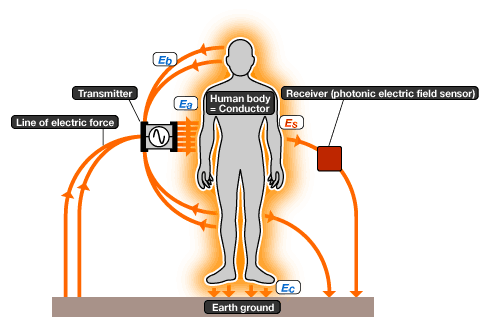 Eb
Transmitter
Ea
Human body
= Conductor
Receiver (photonic electric field sensor)
Line of electric force
Es
Ec
Earth ground